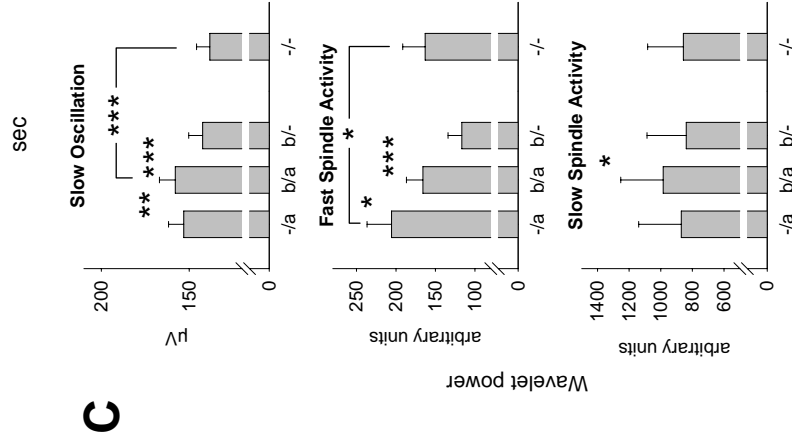 sec
C
Slow Oscillation
µV
200
150
0
***
** ***
-/a b/a b/- -/-
Wavelet power
Fast Spindle Activity
arbitrary units
250
200
150
100
0
*
* ***
-/a b/a b/- -/-
Slow Spindle Activity
arbitrary units
1400
1200
1000
800
600
0
*
-/a b/a b/- -/-